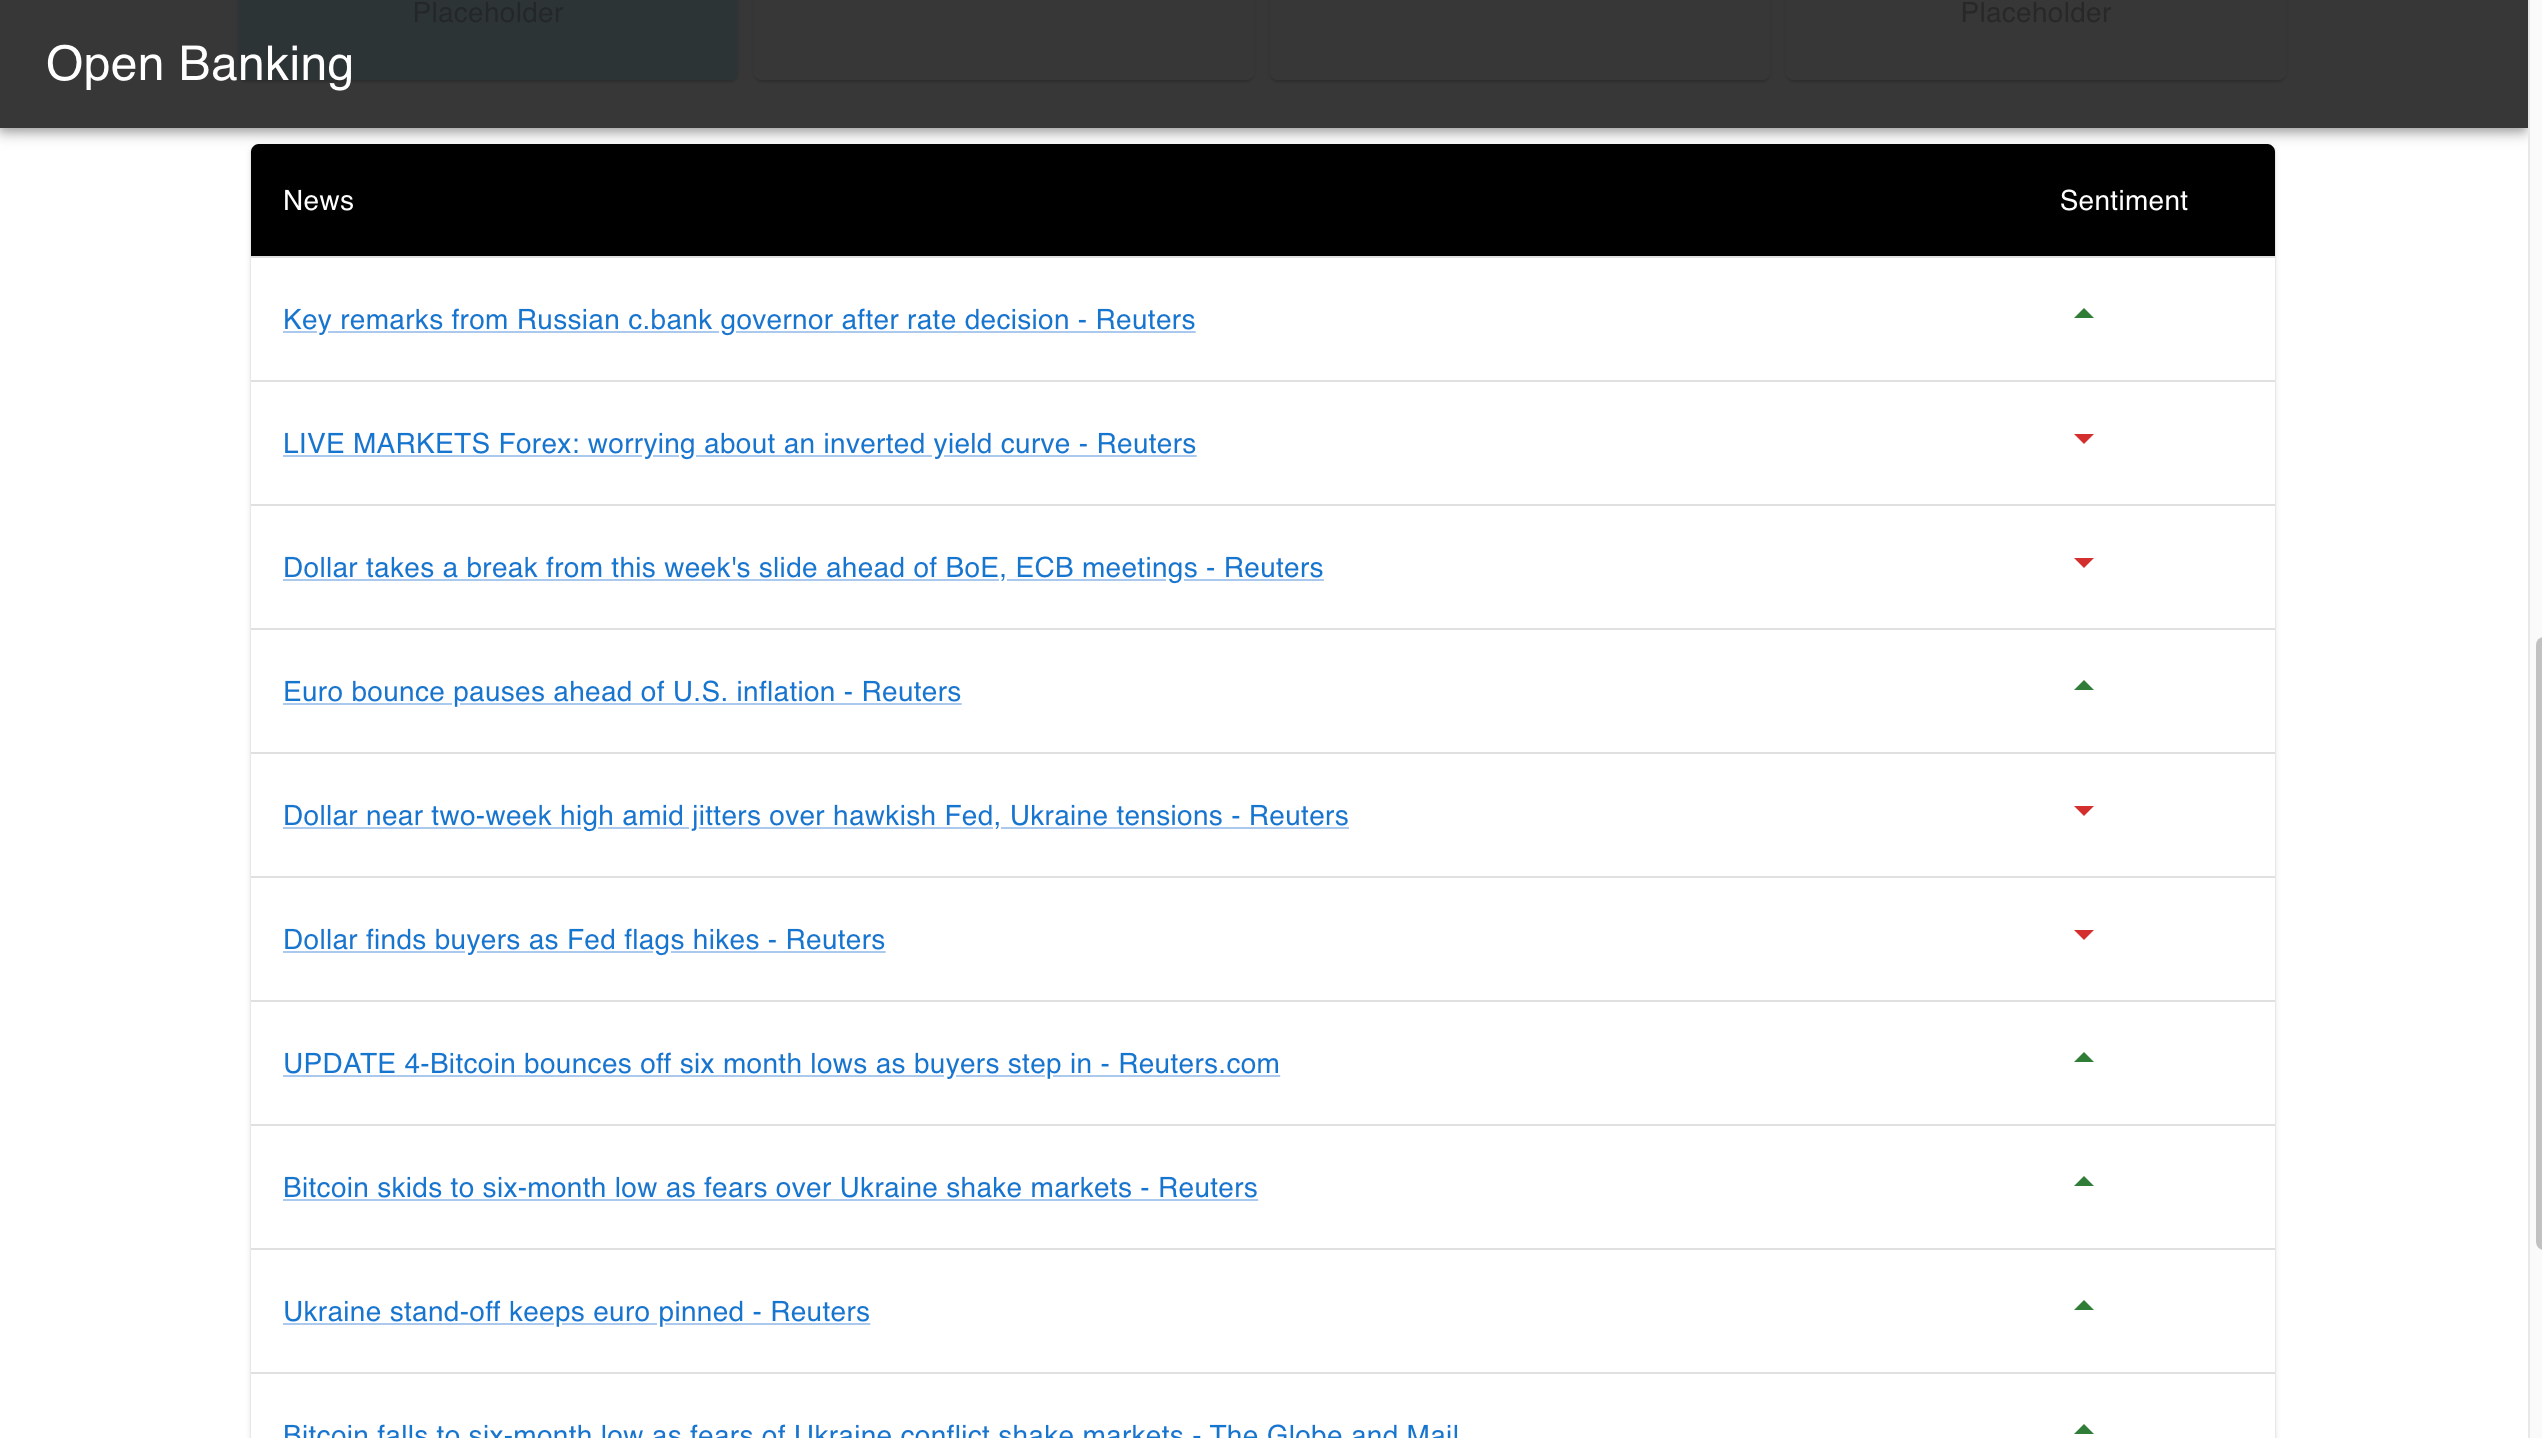 Placeholder Placeholder
Open Banking
News Sentiment
Key remarks from Russian c.bank governor after rate decision - Reuters
LIVE MARKETS Forex: worrying about an inverted yield curve - Reuters
Dollar takes a break from this week's slide ahead of BoE, ECB meetings - Reuters
Euro bounce pauses ahead of U.S. inflation - Reuters
Dollar near two-week high amid jitters over hawkish Fed, Ukraine tensions - Reuters
Dollar finds buyers as Fed flags hikes - Reuters
UPDATE 4-Bitcoin bounces off six month lows as buyers step in - Reuters.com
Bitcoin skids to six-month low as fears over Ukraine shake markets - Reuters
Ukraine stand-off keeps euro pinned - Reuters
Bitcoin falls to six-month low as fears of Ukraine conflict shake markets - The Globe and Mail